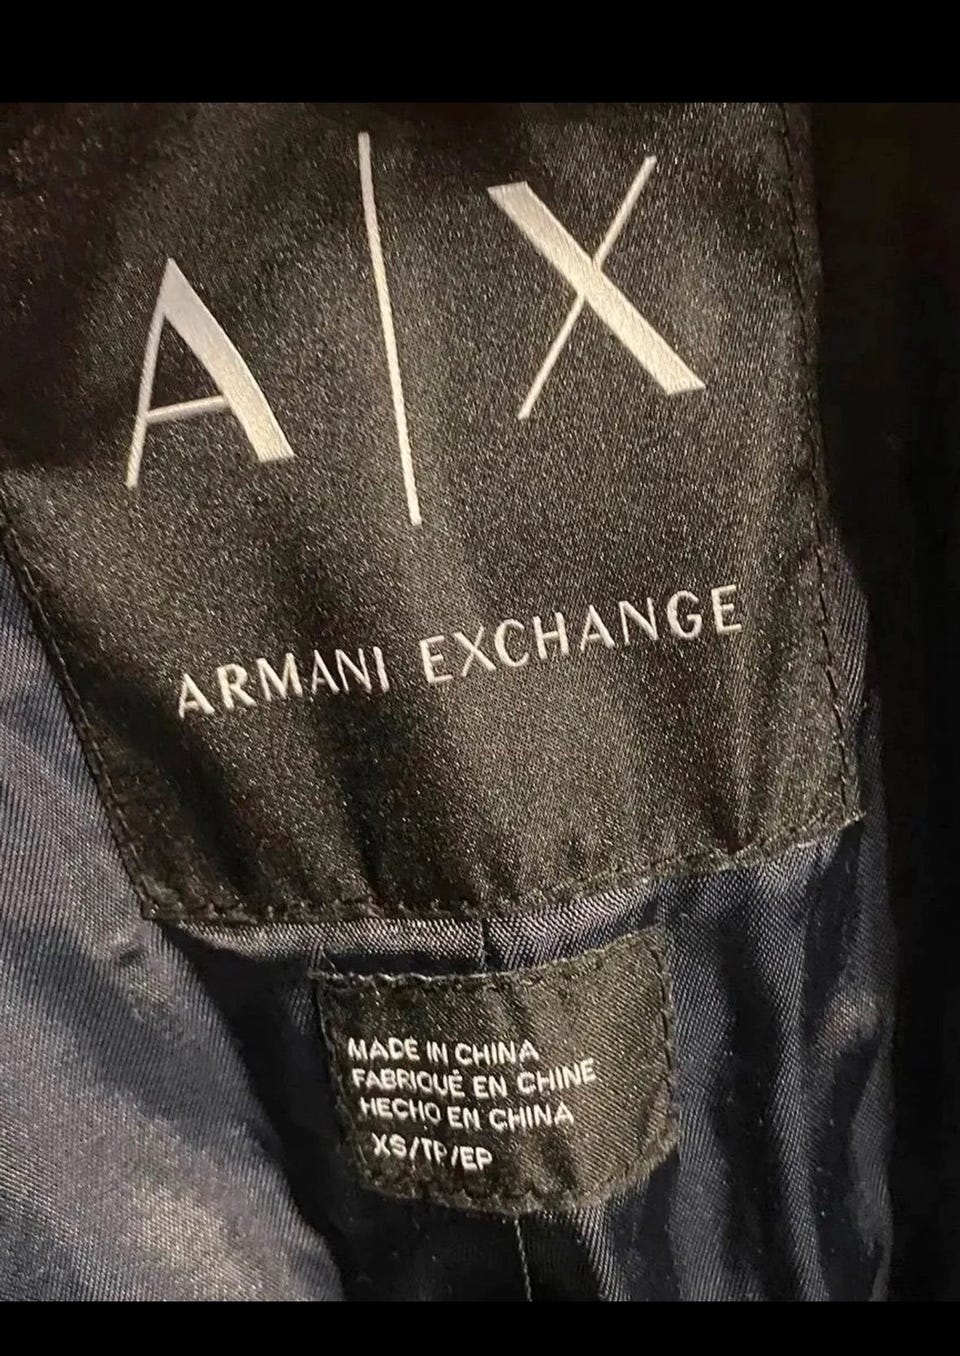 A|X
ARMANI EXCHANGE
MADE IN CHINA
FABRIQUÉ EN CHINE
HECHO EN CHINA
XS/TP/EP